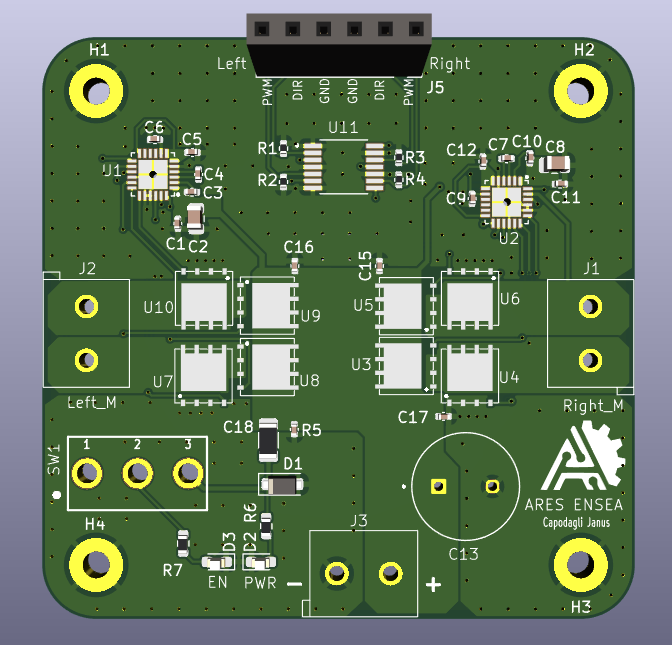 H1
H2
Left
Right
J5
PWM
DIR
GND
GND
DIR
PWM
C6
U11
C5
R1
C12
C7
C10
C8
U1
C4
R2
R3
R4
C3
C9
C11
C1
C2
U2
C16
C15
J2
J1
U10
U9
U5
U6
U7
U8
U3
U4
Left_M
Right_M
C17
C18
R5
SW1
1
2
3
D1
ARES ENSEA
Capodagli Janus
H4
R6
J3
C13
R7
D3
D2
EN
PWR
−
+
H3